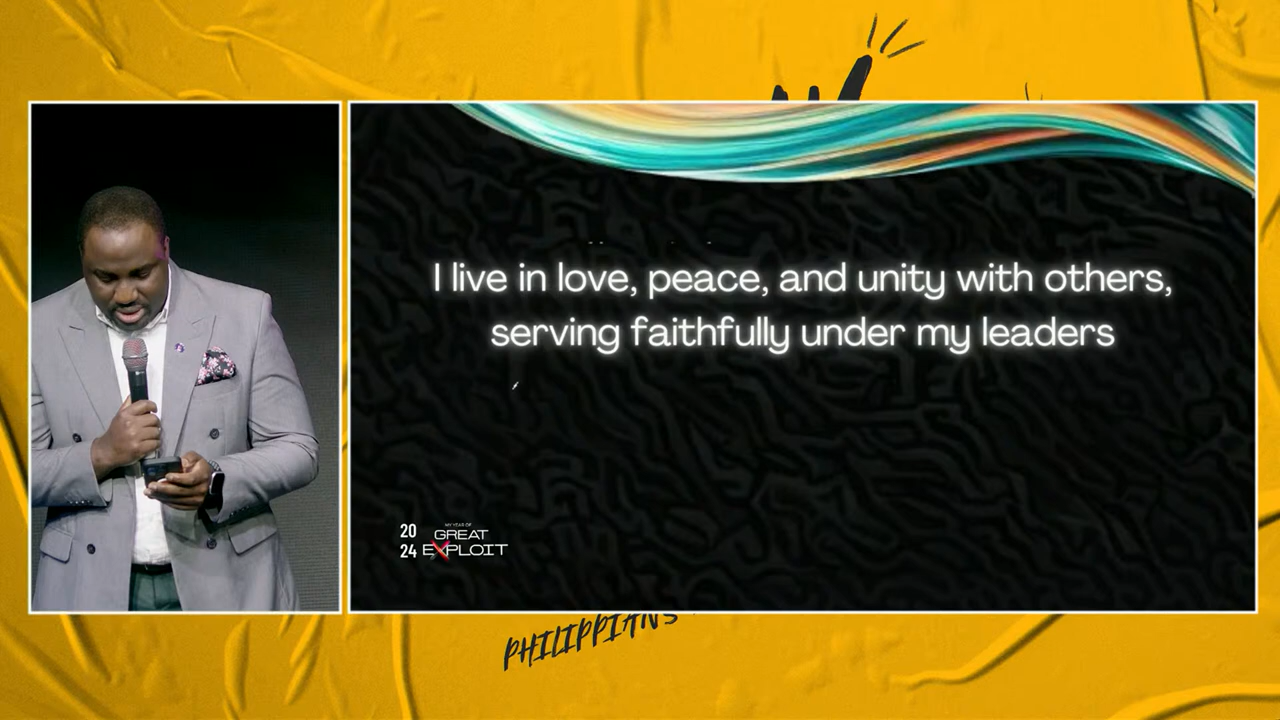 I live in love, peace, and unity with others,
serving faithfully under my leaders
20
24
MY YEAR OF
GREAT
EXPLOIT
PHILIPPIANS